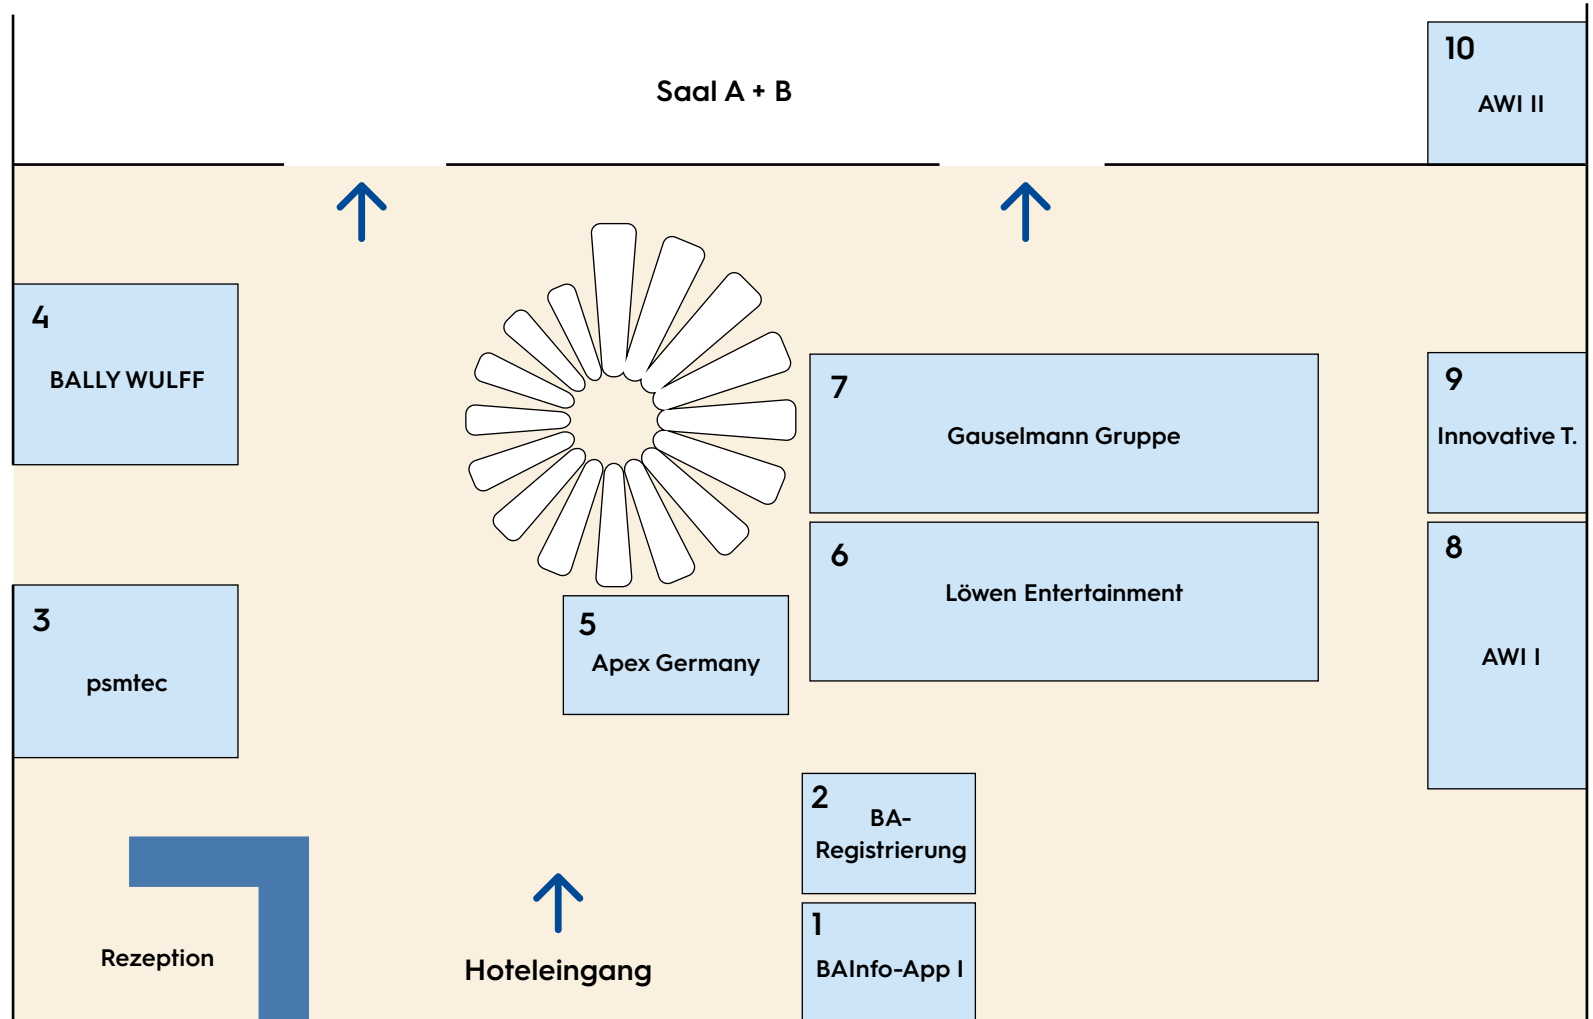 Saal A + B
10
AWI II
4
BALLY WULFF
7
Gauselmann Gruppe
9
Innovative T.
6
Löwen Entertainment
8
AWI I
3
psmtec
5
Apex Germany
2
BA-
Registrierung
1
BAInfo-App I
Rezeption
Hoteleingang